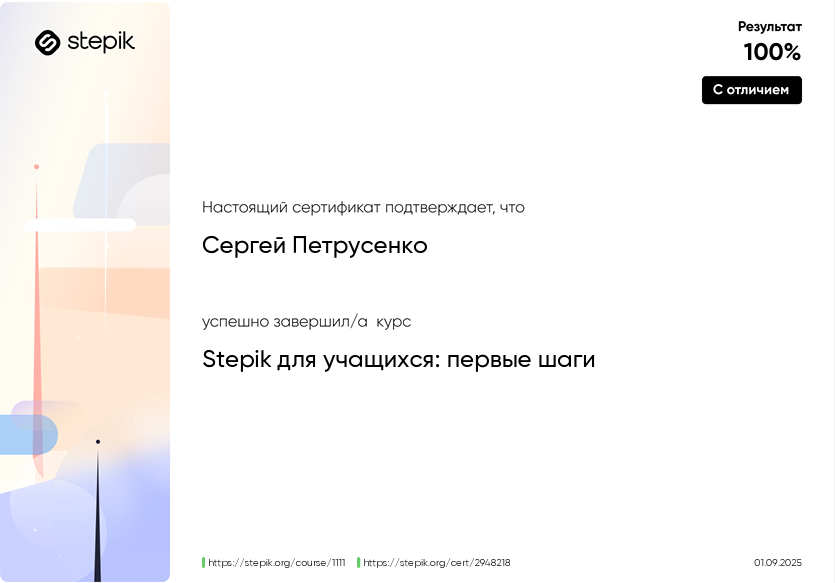 stepik
Результат
100%
С отличием
Настоящий сертификат подтверждает, что
Сергей Петрусенко
успешно завершил/а курс
Stepik для учащихся: первые шаги
https://stepik.org/course/1111 https://stepik.org/cert/2948218
01.09.2025